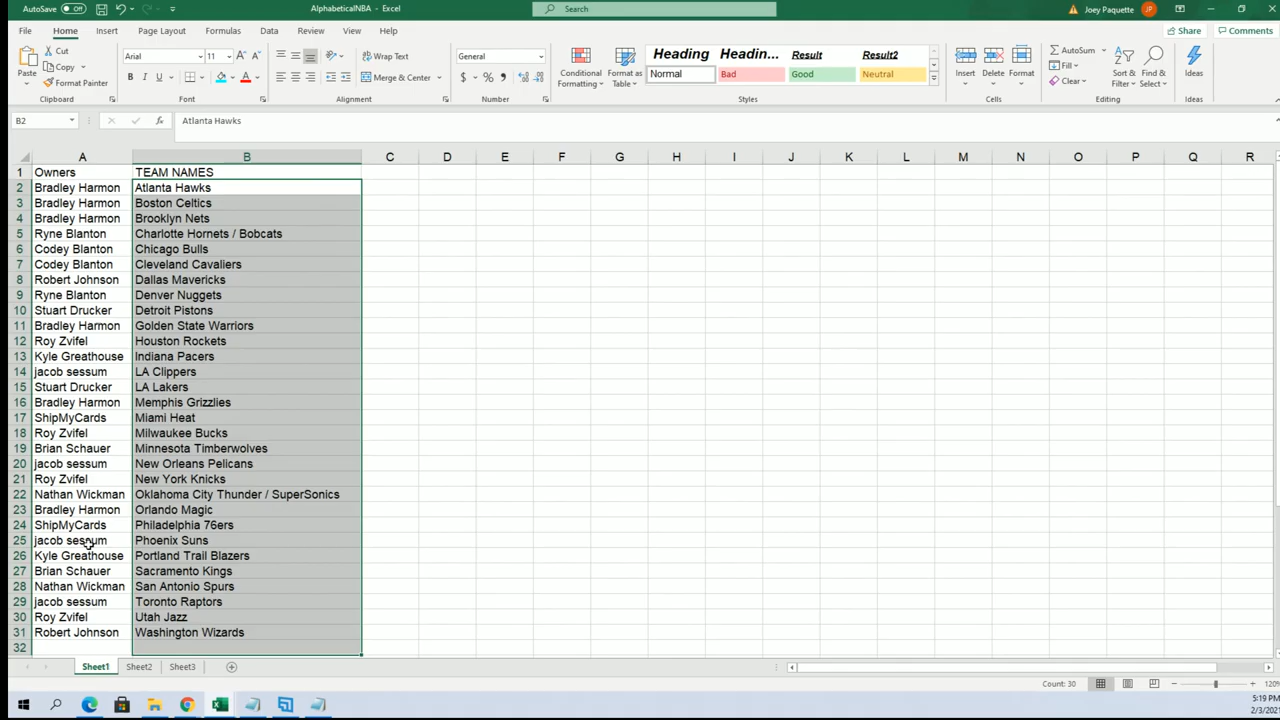 AutoSave Off AlphabeticalNBA - Excel Search Joey Paquette JP
File Home Insert Draw Page Layout Formulas Data Review View Help Share Comments
Paste Cut Copy Format Painter Clipboard
Arial 11 A A B I U A Font
ab Wrap Text Merge & Center Alignment
General $ % Number
Conditional Formatting Format as Table Heading Headin... Result Result2 Normal Bad Good Neutral Styles
Insert Delete Format Cells
AutoSum Fill Clear Sort & Filter Find & Select Editing
Ideas Ideas
B2 fx Atlanta Hawks
A B C D E F G H I J K L M N O P Q R
1 Owners TEAM NAMES
2 Bradley Harmon Atlanta Hawks
3 Bradley Harmon Boston Celtics
4 Bradley Harmon Brooklyn Nets
5 Ryne Blanton Charlotte Hornets / Bobcats
6 Codey Blanton Chicago Bulls
7 Codey Blanton Cleveland Cavaliers
8 Robert Johnson Dallas Mavericks
9 Ryne Blanton Denver Nuggets
10 Stuart Drucker Detroit Pistons
11 Bradley Harmon Golden State Warriors
12 Roy Zvifel Houston Rockets
13 Kyle Greathouse Indiana Pacers
14 jacob sessum LA Clippers
15 Stuart Drucker LA Lakers
16 Bradley Harmon Memphis Grizzlies
17 ShipMyCards Miami Heat
18 Roy Zvifel Milwaukee Bucks
19 Brian Schauer Minnesota Timberwolves
20 jacob sessum New Orleans Pelicans
21 Roy Zvifel New York Knicks
22 Nathan Wickman Oklahoma City Thunder / SuperSonics
23 Bradley Harmon Orlando Magic
24 ShipMyCards Philadelphia 76ers
25 jacob sessum Phoenix Suns
26 Kyle Greathouse Portland Trail Blazers
27 Brian Schauer Sacramento Kings
28 Nathan Wickman San Antonio Spurs
29 jacob sessum Toronto Raptors
30 Roy Zvifel Utah Jazz
31 Robert Johnson Washington Wizards
32
Sheet1 Sheet2 Sheet3
Count: 30 120%
5:19 PM
2/3/2021